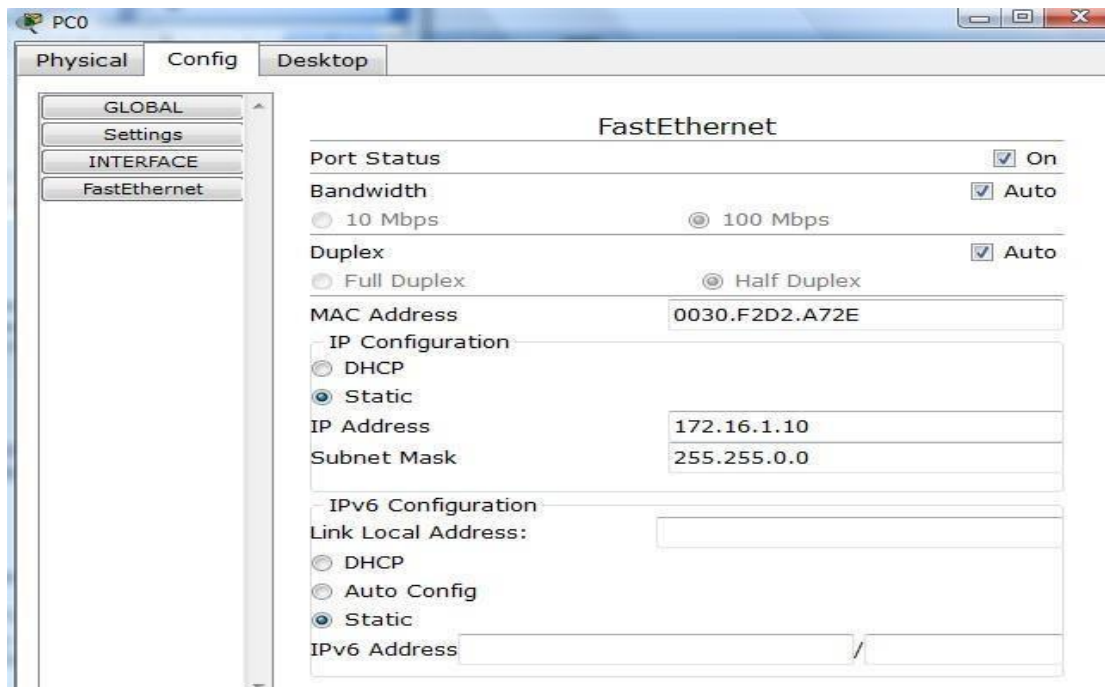 PC0
Physical Config Desktop
GLOBAL
Settings
INTERFACE
FastEthernet
FastEthernet
Port Status On
Bandwidth Auto
10 Mbps 100 Mbps
Duplex Auto
Full Duplex Half Duplex
MAC Address 0030.F2D2.A72E
IP Configuration
DHCP
Static
IP Address 172.16.1.10
Subnet Mask 255.255.0.0
IPv6 Configuration
Link Local Address:
DHCP
Auto Config
Static
IPv6 Address /